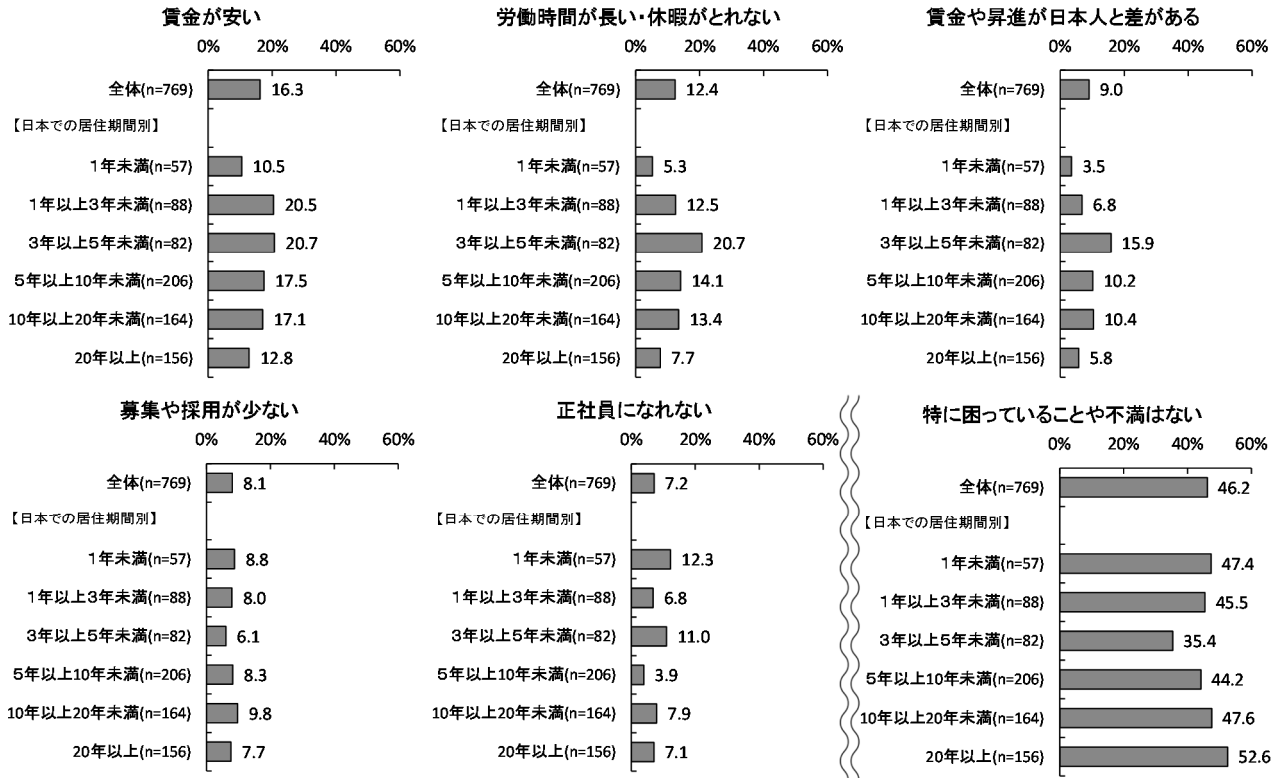 賃金が安い
0% 20% 40% 60%
全体(n=769) 16.3
【日本での居住期間別】
1年未満(n=57) 10.5
1年以上3年未満(n=88) 20.5
3年以上5年未満(n=82) 20.7
5年以上10年未満(n=206) 17.5
10年以上20年未満(n=164) 17.1
20年以上(n=156) 12.8
労働時間が長い・休暇がとれない
0% 20% 40% 60%
全体(n=769) 12.4
【日本での居住期間別】
1年未満(n=57) 5.3
1年以上3年未満(n=88) 12.5
3年以上5年未満(n=82) 20.7
5年以上10年未満(n=206) 14.1
10年以上20年未満(n=164) 13.4
20年以上(n=156) 7.7
賃金や昇進が日本人と差がある
0% 20% 40% 60%
全体(n=769) 9.0
【日本での居住期間別】
1年未満(n=57) 3.5
1年以上3年未満(n=88) 6.8
3年以上5年未満(n=82) 15.9
5年以上10年未満(n=206) 10.2
10年以上20年未満(n=164) 10.4
20年以上(n=156) 5.8
募集や採用が少ない
0% 20% 40% 60%
全体(n=769) 8.1
【日本での居住期間別】
1年未満(n=57) 8.8
1年以上3年未満(n=88) 8.0
3年以上5年未満(n=82) 6.1
5年以上10年未満(n=206) 8.3
10年以上20年未満(n=164) 9.8
20年以上(n=156) 7.7
正社員になれない
0% 20% 40% 60%
全体(n=769) 7.2
【日本での居住期間別】
1年未満(n=57) 12.3
1年以上3年未満(n=88) 6.8
3年以上5年未満(n=82) 11.0
5年以上10年未満(n=206) 3.9
10年以上20年未満(n=164) 7.9
20年以上(n=156) 7.1
特に困っていることや不満はない
0% 20% 40% 60%
全体(n=769) 46.2
【日本での居住期間別】
1年未満(n=57) 47.4
1年以上3年未満(n=88) 45.5
3年以上5年未満(n=82) 35.4
5年以上10年未満(n=206) 44.2
10年以上20年未満(n=164) 47.6
20年以上(n=156) 52.6